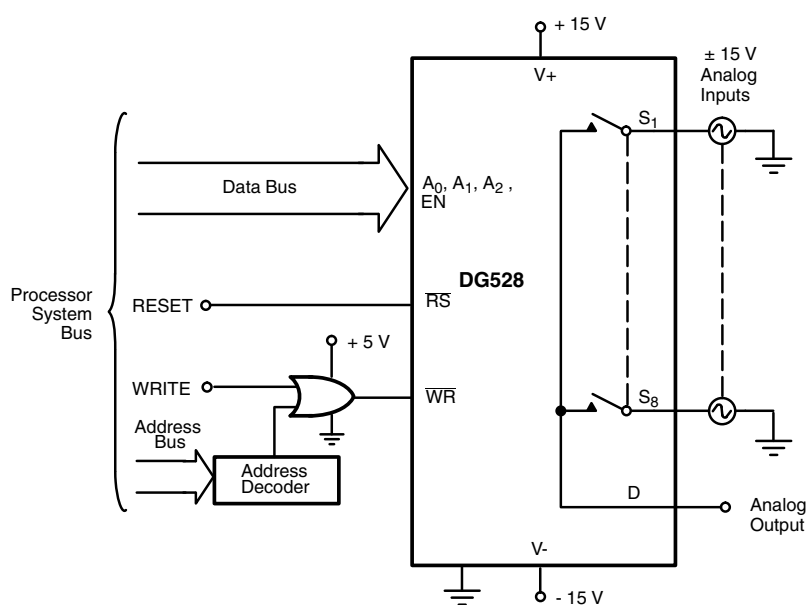 + 15 V
V+
± 15 V
Analog
Inputs
S1
Data Bus
A0, A1, A2 ,
EN
DG528
Processor
System
Bus
RESET
RS
+ 5 V
WRITE
WR
S8
Address
Bus
Address
Decoder
D
Analog
Output
V-
- 15 V